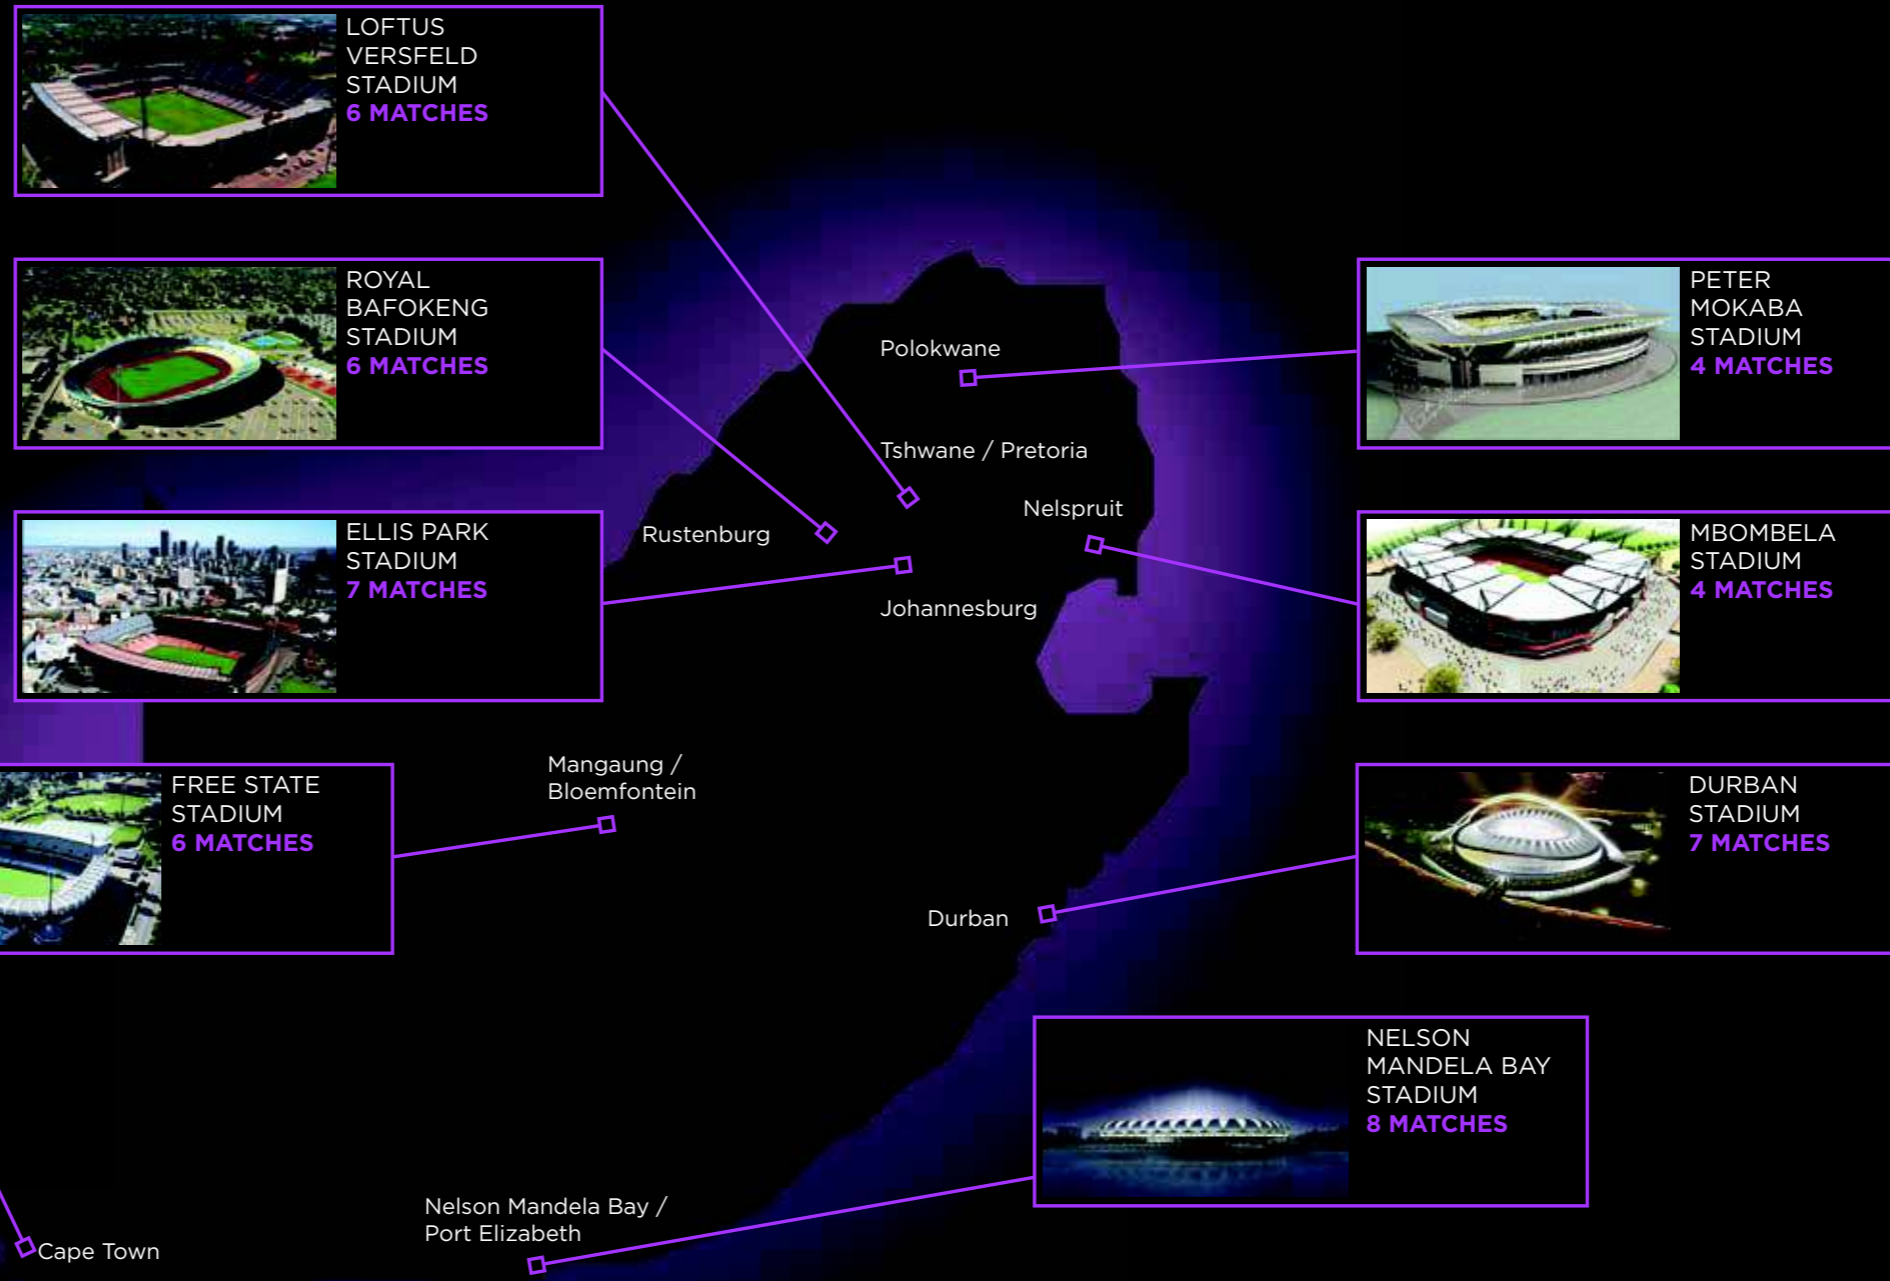 LOFTUS
VERSFELD
STADIUM
6 MATCHES
ROYAL
BAFOKENG
STADIUM
6 MATCHES
PETER
MOKABA
STADIUM
4 MATCHES
Polokwane
Tshwane / Pretoria
Nelspruit
Rustenburg
Johannesburg
ELLIS PARK
STADIUM
7 MATCHES
MBOMBELA
STADIUM
4 MATCHES
Mangaung /
Bloemfontein
FREE STATE
STADIUM
6 MATCHES
DURBAN
STADIUM
7 MATCHES
Durban
NELSON
MANDELA BAY
STADIUM
8 MATCHES
Nelson Mandela Bay /
Port Elizabeth
Cape Town